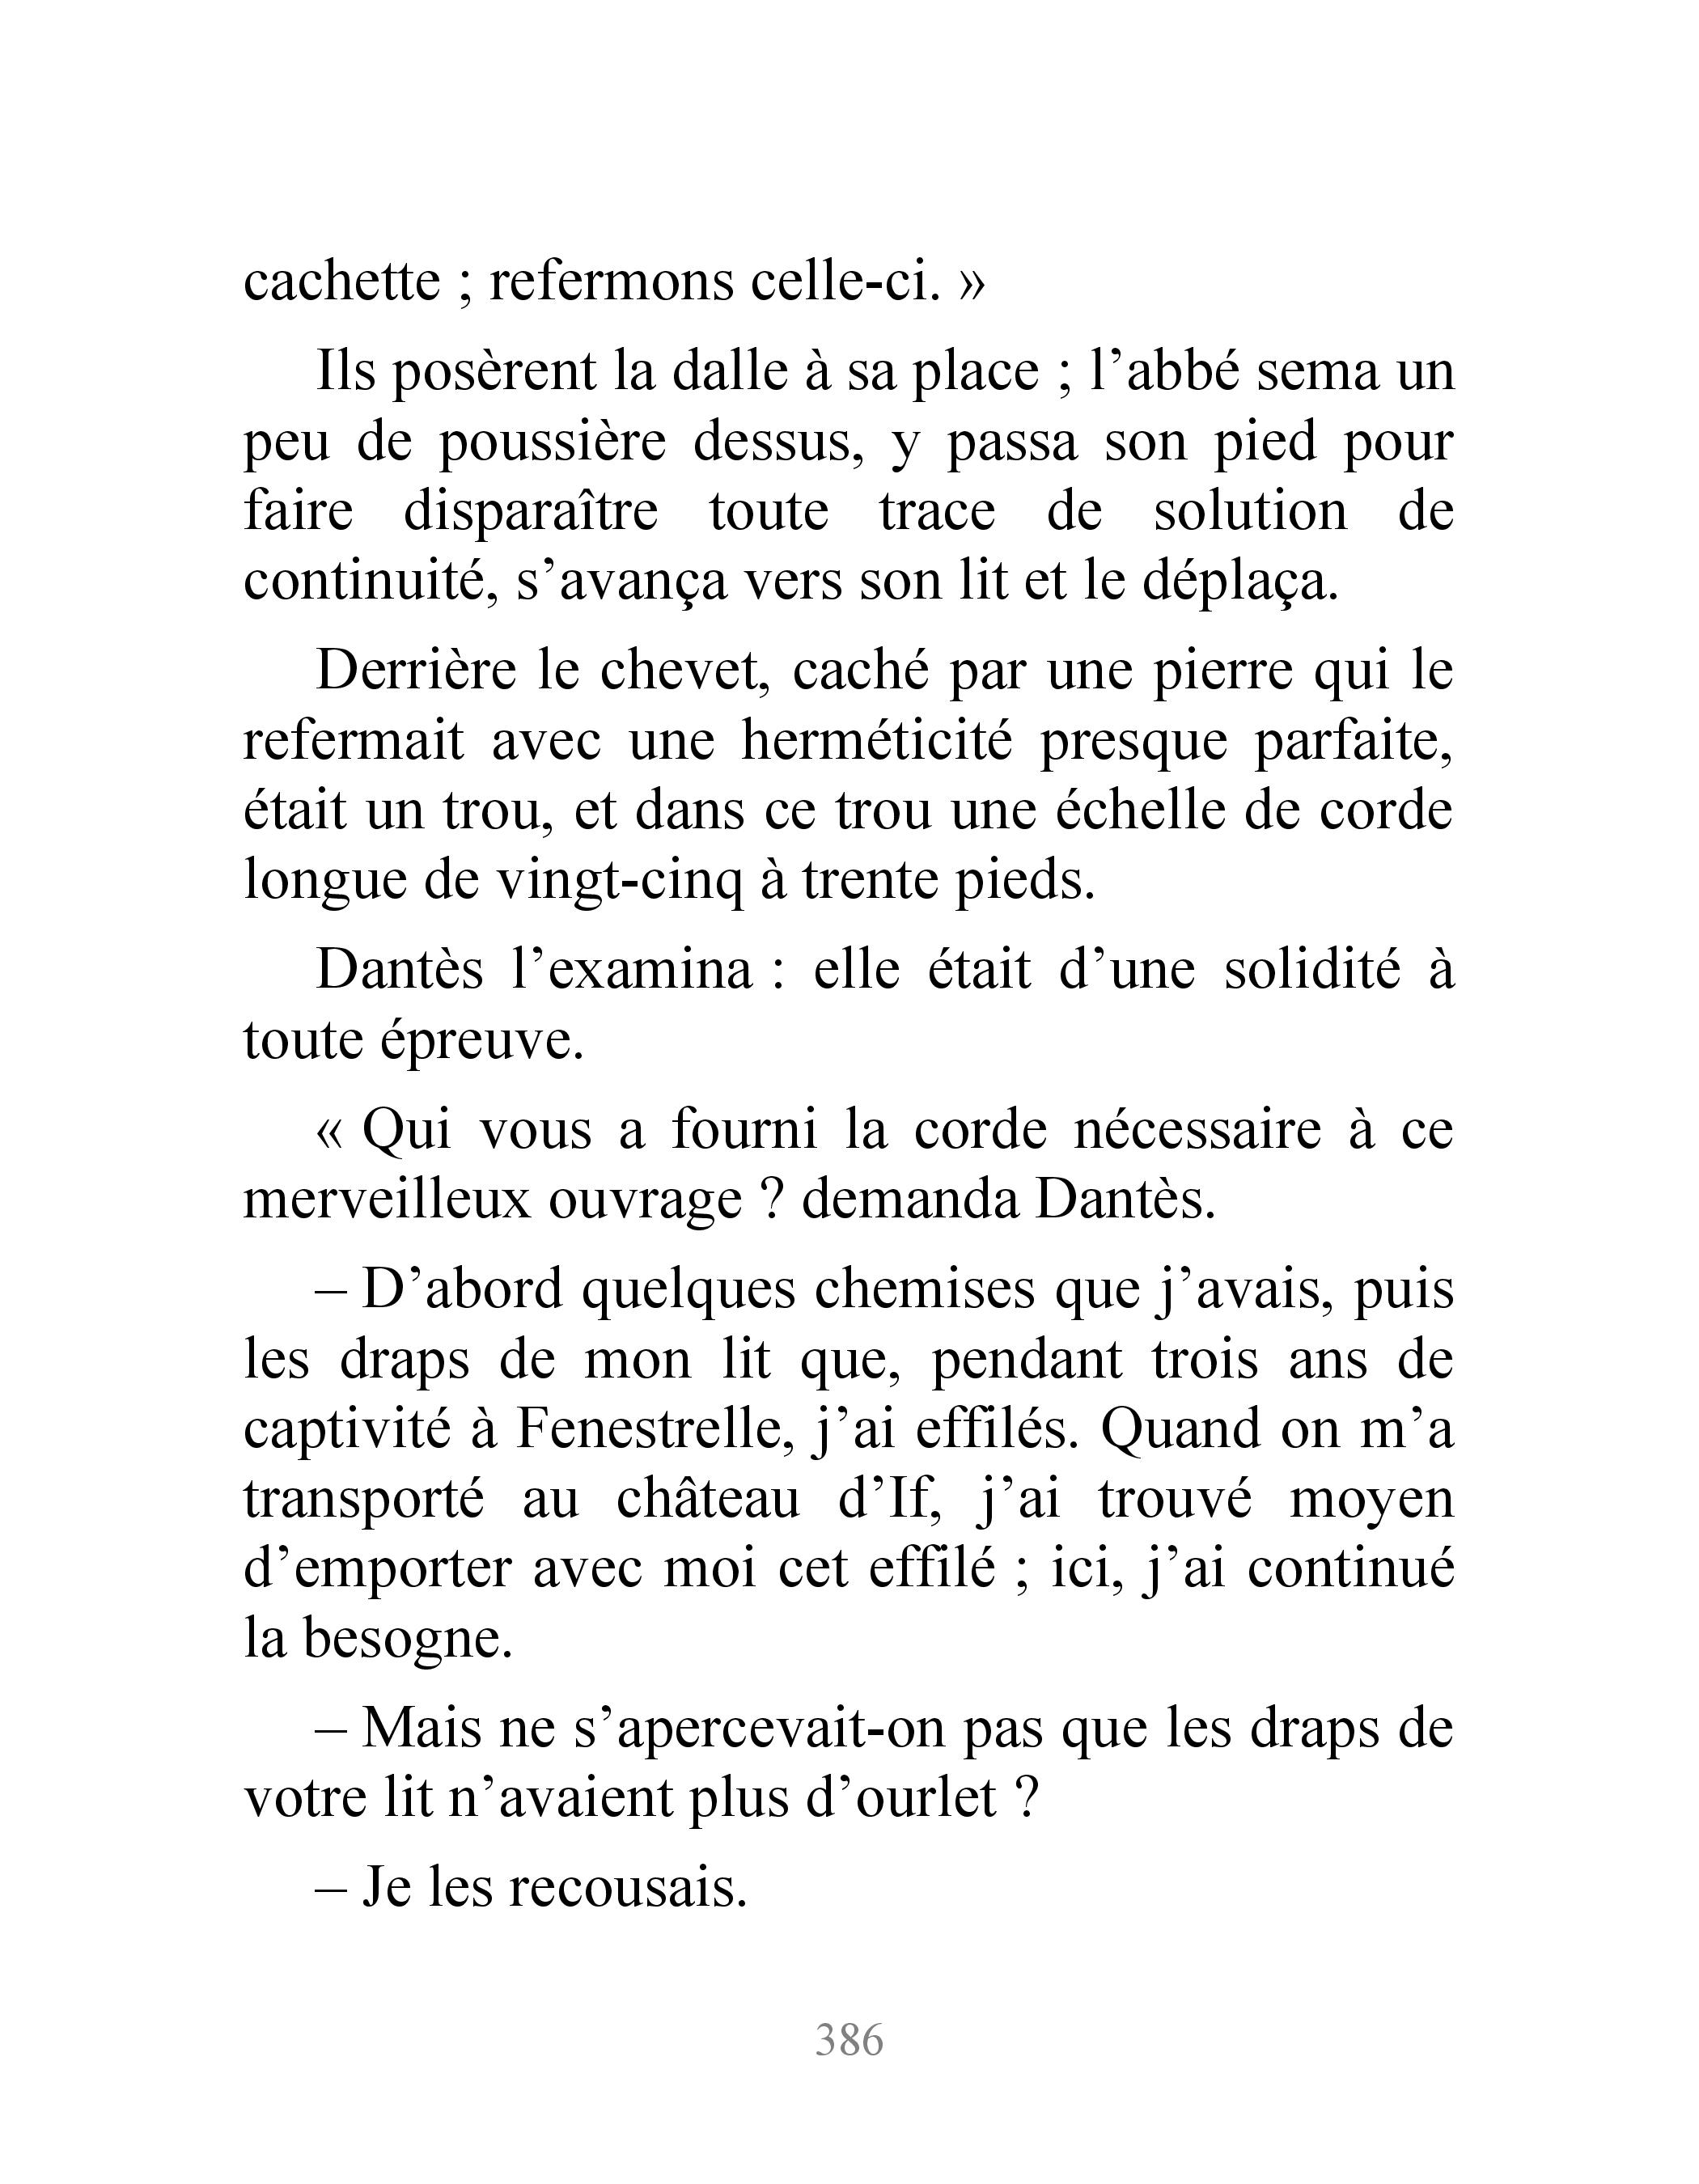 cachette ; refermons celle-ci. »
Ils posèrent la dalle à sa place ; l’abbé sema un
peu de poussière dessus, y passa son pied pour
faire disparaître toute trace de solution de
continuité, s’avança vers son lit et le déplaça.
Derrière le chevet, caché par une pierre qui le
refermait avec une herméticité presque parfaite,
était un trou, et dans ce trou une échelle de corde
longue de vingt-cinq à trente pieds.
Dantès l’examina : elle était d’une solidité à
toute épreuve.
« Qui vous a fourni la corde nécessaire à ce
merveilleux ouvrage ? demanda Dantès.
– D’abord quelques chemises que j’avais, puis
les draps de mon lit que, pendant trois ans de
captivité à Fenestrelle, j’ai effilés. Quand on m’a
transporté au château d’If, j’ai trouvé moyen
d’emporter avec moi cet effilé ; ici, j’ai continué
la besogne.
– Mais ne s’apercevait-on pas que les draps de
votre lit n’avaient plus d’ourlet ?
– Je les recousais.
386